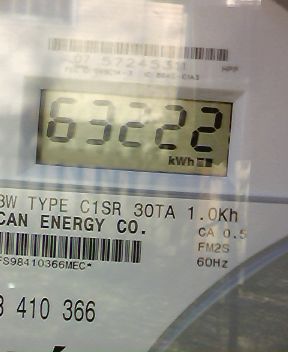 07 57245311
63222
kWh
3W TYPE C1SR 30TA 1.0Kh
CAN ENERGY CO.
CA 0.5
FM2S
FS98410366MEC*
60Hz
8 410 366